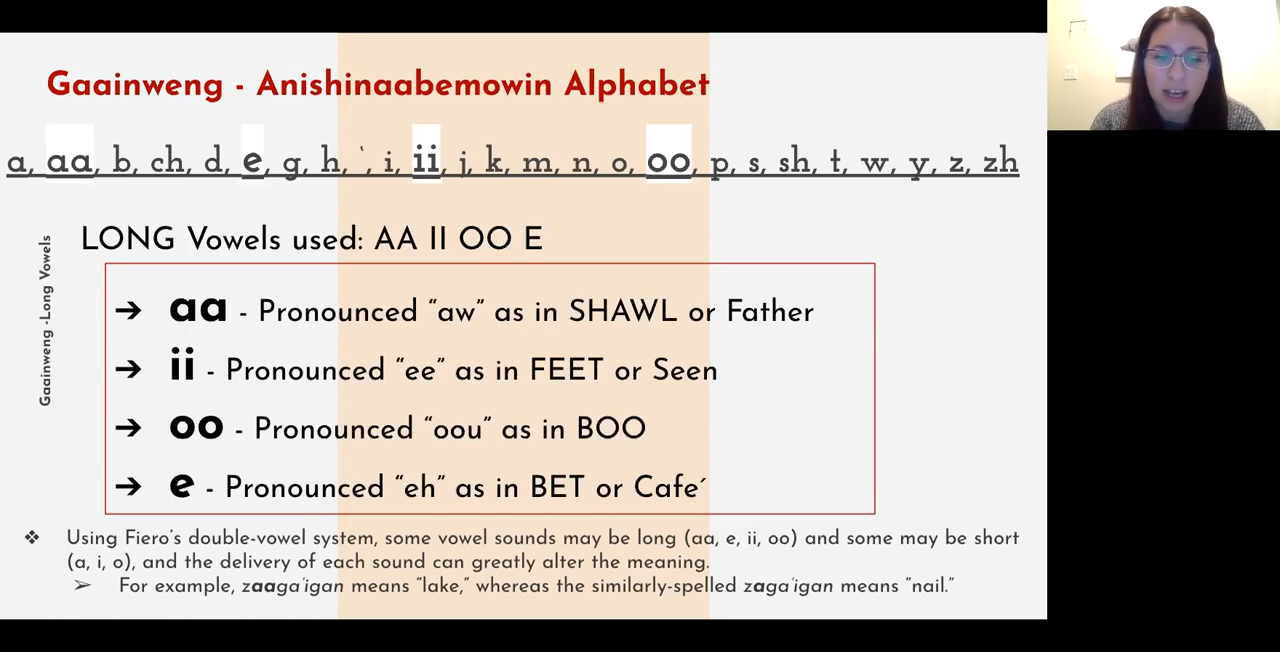 Gaainweng - Anishinaabemowin Alphabet
a, aa, b, ch, d, e, g, h, ‵, i, ii, j, k, m, n, o, oo, p, s, sh, t, w, y, z, zh
LONG Vowels used: AA II OO E
Gaainweng -Long Vowels
➔ aa - Pronounced “aw” as in SHAWL or Father
➔ ii - Pronounced “ee” as in FEET or Seen
➔ oo - Pronounced “oou” as in BOO
➔ e - Pronounced “eh” as in BET or Cafe´
❖ Using Fiero’s double-vowel system, some vowel sounds may be long (aa, e, ii, oo) and some may be short
(a, i, o), and the delivery of each sound can greatly alter the meaning.
➢ For example, zaaga’igan means “lake,” whereas the similarly-spelled zaga’igan means “nail.”